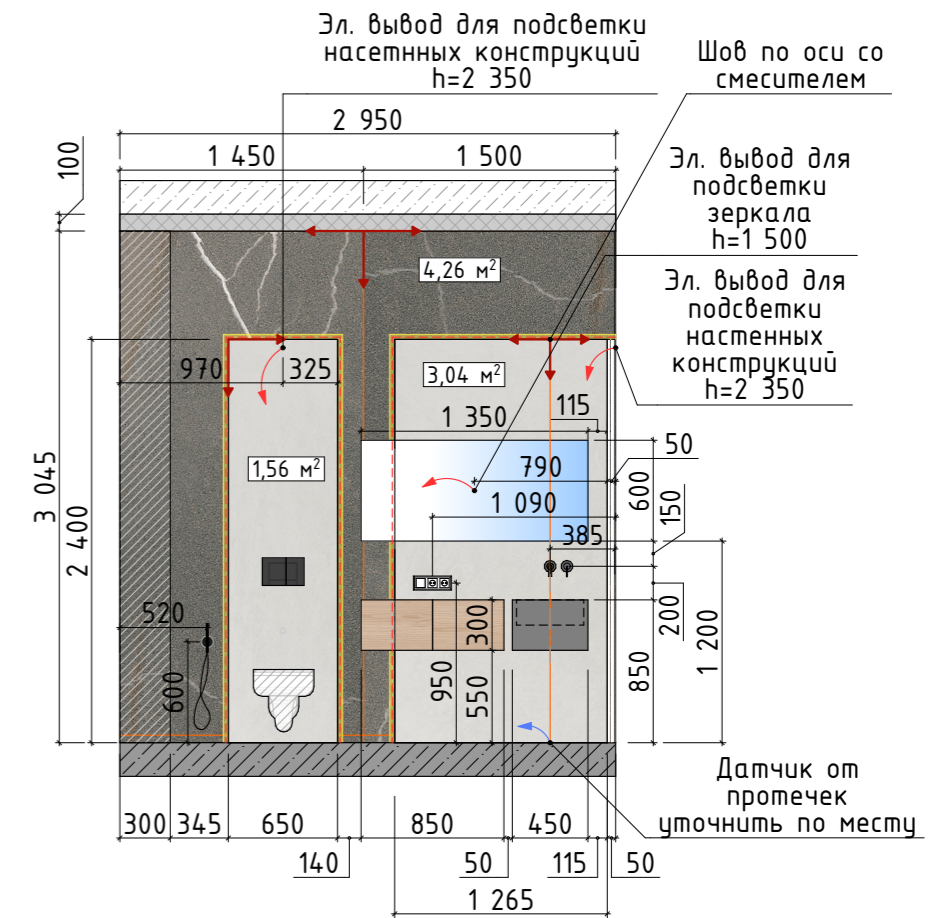 Эл. вывод для подсветки
насетнных конструкций
h=2 350
Шов по оси со
смесителем
2 950
1 450
1 500
100
Эл. вывод для
подсветки
зеркала
h=1 500
4,26 м²
Эл. вывод для
подсветки
настенных
конструкций
h=2 350
970
325
3,04 м²
1 350
115
50
790
600
150
1,56 м²
1 090
385
3 045
2 400
520
600
300
950
550
200
850
1 200
Датчик от
протечек
уточнить по месту
300
345
650
850
450
140
50
115
50
1 265